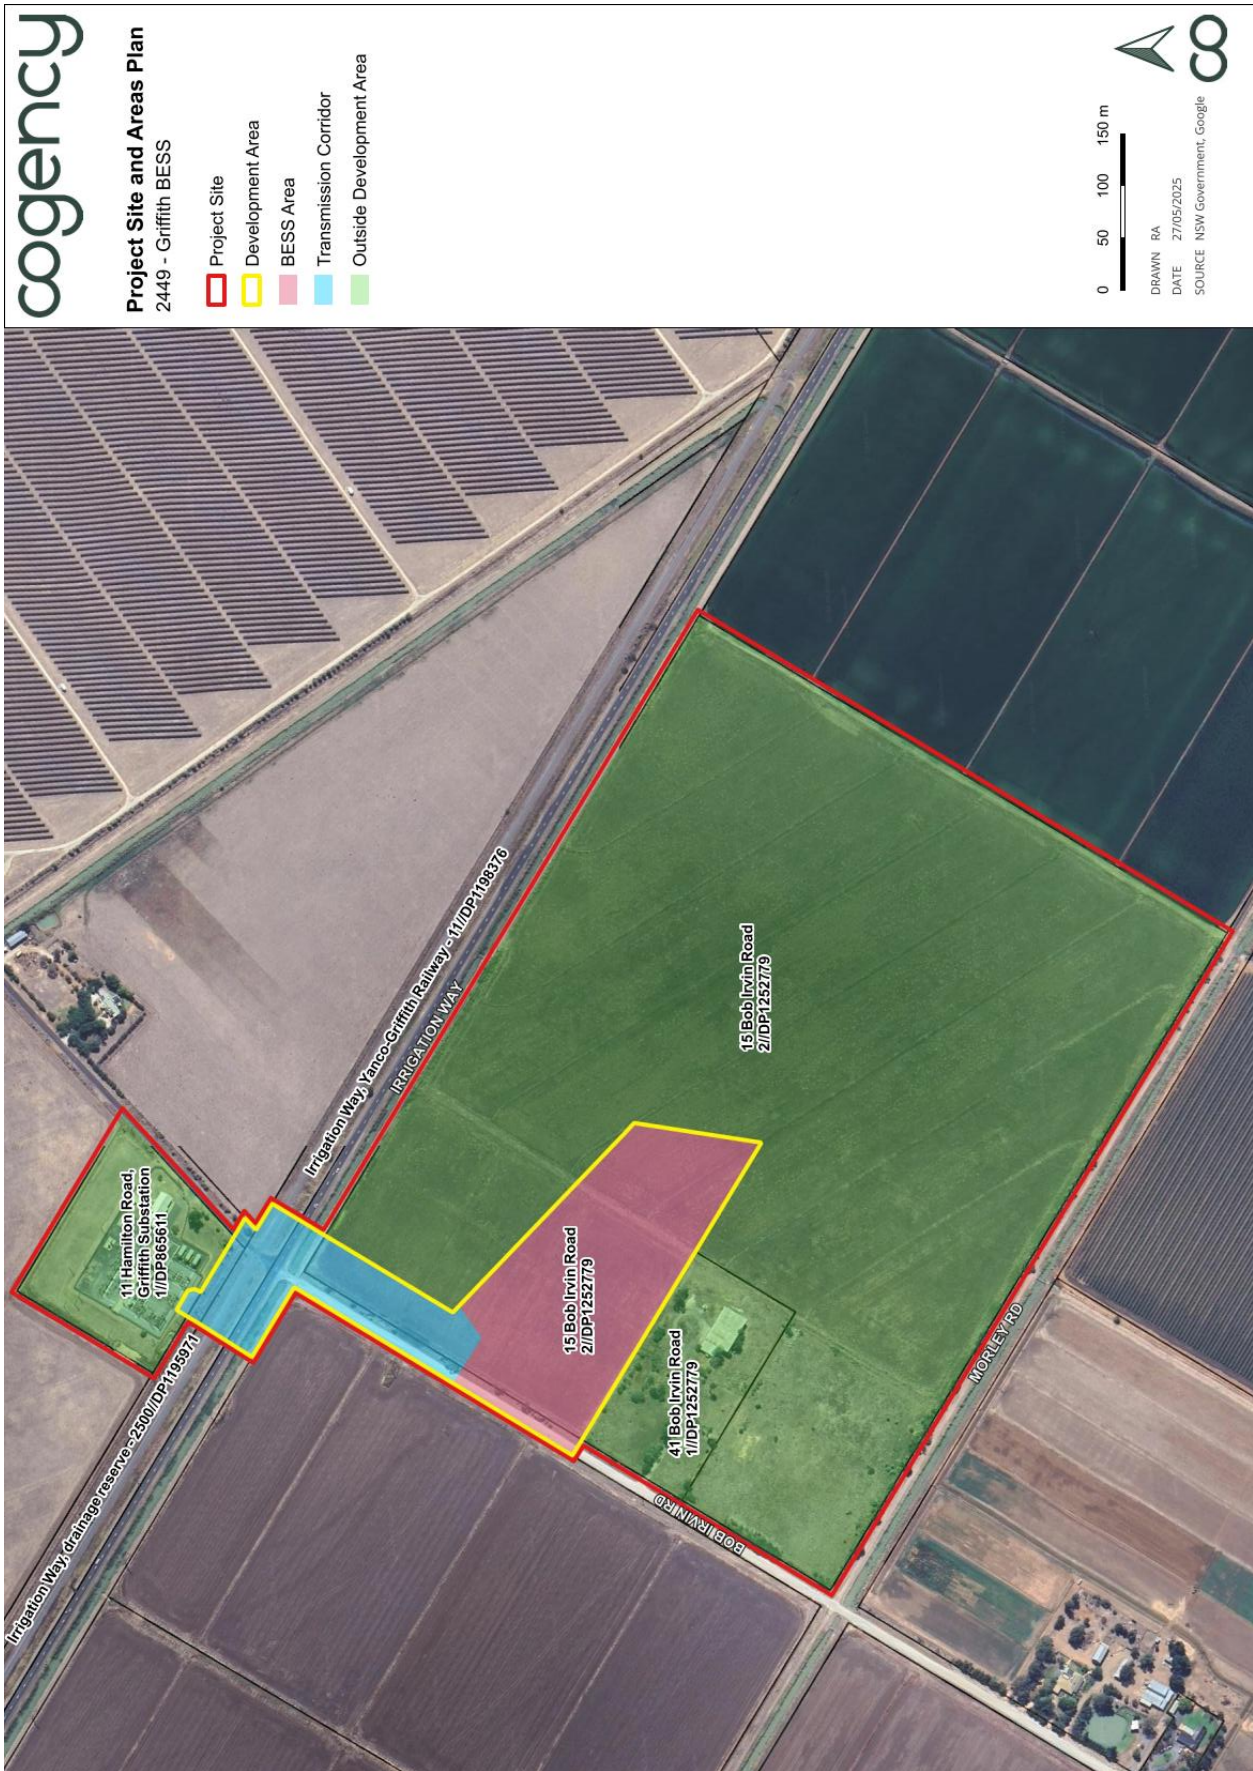 cogency
Project Site and Areas Plan
2449 - Griffith BESS
Project Site
Development Area
BESS Area
Transmission Corridor
Outside Development Area
0 50 100 150 m
DRAWN RA
DATE 27/05/2025
SOURCE NSW Government, Google
Irrigation Way, drainage reserve - 2500//DP1195971
11 Hamilton Road,
Griffith Substation
1//DP865611
Irrigation Way, Yanco-Griffith Railway - 11//DP1198376
IRRIGATION WAY
15 Bob Irvin Road
2//DP1252779
15 Bob Irvin Road
2//DP1252779
41 Bob Irvin Road
1//DP1252779
BOB IRVIN RD
MORLEY RD